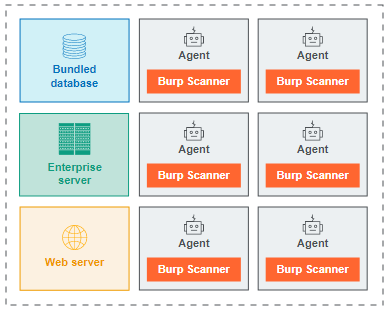 Bundled
database
Agent
Burp Scanner
Agent
Burp Scanner
Enterprise
server
Agent
Burp Scanner
Agent
Burp Scanner
Web server
Agent
Burp Scanner
Agent
Burp Scanner